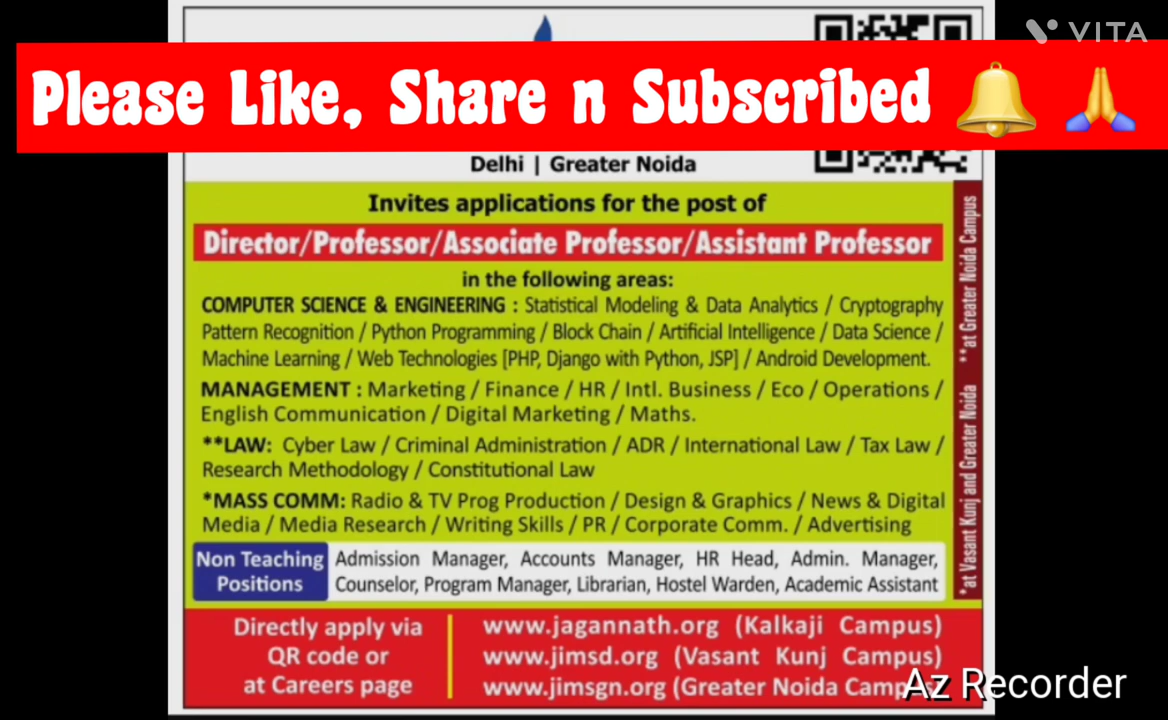 VITA
Please Like, Share n Subscribed
Delhi | Greater Noida
Invites applications for the post of
Director/Professor/Associate Professor/Assistant Professor
in the following areas:
COMPUTER SCIENCE & ENGINEERING : Statistical Modeling & Data Analytics / Cryptography
Pattern Recognition / Python Programming / Block Chain / Artificial Intelligence / Data Science /
Machine Learning / Web Technologies [PHP, Django with Python, JSP] / Android Development.
MANAGEMENT : Marketing / Finance / HR / Intl. Business / Eco / Operations /
English Communication / Digital Marketing / Maths.
**LAW: Cyber Law / Criminal Administration / ADR / International Law / Tax Law /
Research Methodology / Constitutional Law
*MASS COMM: Radio & TV Prog Production / Design & Graphics / News & Digital
Media / Media Research / Writing Skills / PR / Corporate Comm. / Advertising
*at Vasant Kunj and Greater Noida **at Greater Noida Campus
Non Teaching
Positions
Admission Manager, Accounts Manager, HR Head, Admin. Manager,
Counselor, Program Manager, Librarian, Hostel Warden, Academic Assistant
Directly apply via
QR code or
at Careers page
www.jagannath.org (Kalkaji Campus)
www.jimsd.org (Vasant Kunj Campus)
www.jimsgn.org (Greater Noida
Az Recorder